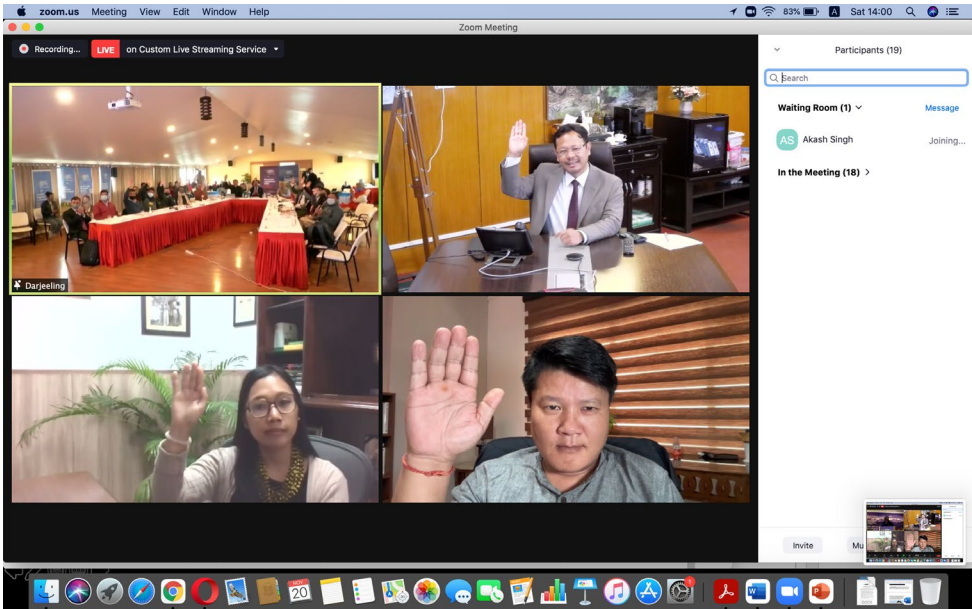 zoom.us Meeting View Edit Window Help
83%
A
Sat 14:00
Zoom Meeting
Recording...
LIVE
on Custom Live Streaming Service
Participants (19)
Search
Waiting Room (1)
Message
AS
Akash Singh
Joining...
In the Meeting (18)
Darjeeling
Invite
Mu
NOV
20
1
W
P